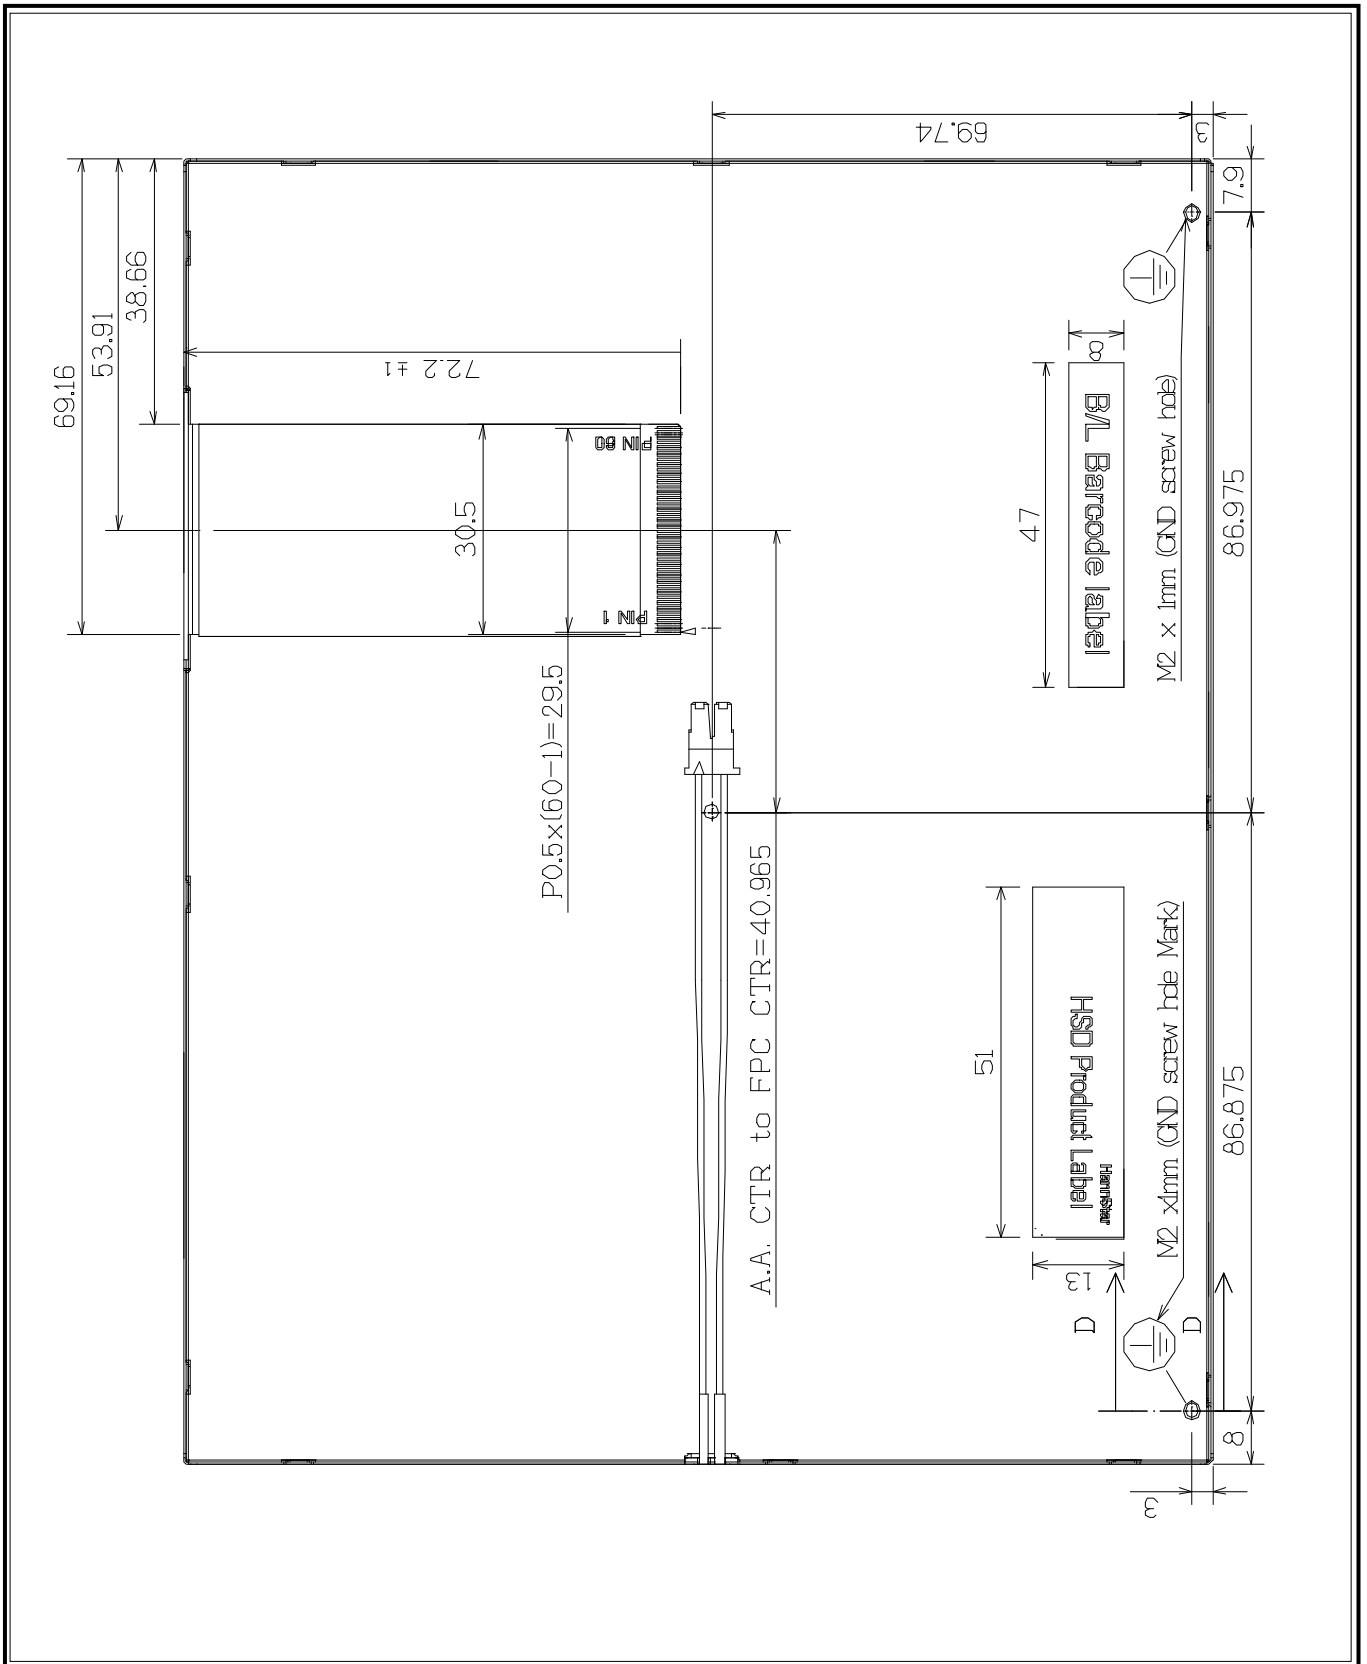 69.74
3
7.9
38.66
53.91
69.16
72.2 ±1
8
PIN 60
30.5
PIN 1
P0.5x(60-1)=29.5
47
B/L Barcode label
M2 x 1mm (GND screw hole)
86.975
A.A. CTR to FPC CTR=40.965
51
HSD Product Label
HannStar
M2 x1mm (GND screw hole Mark)
86.875
13
D
D
8
3